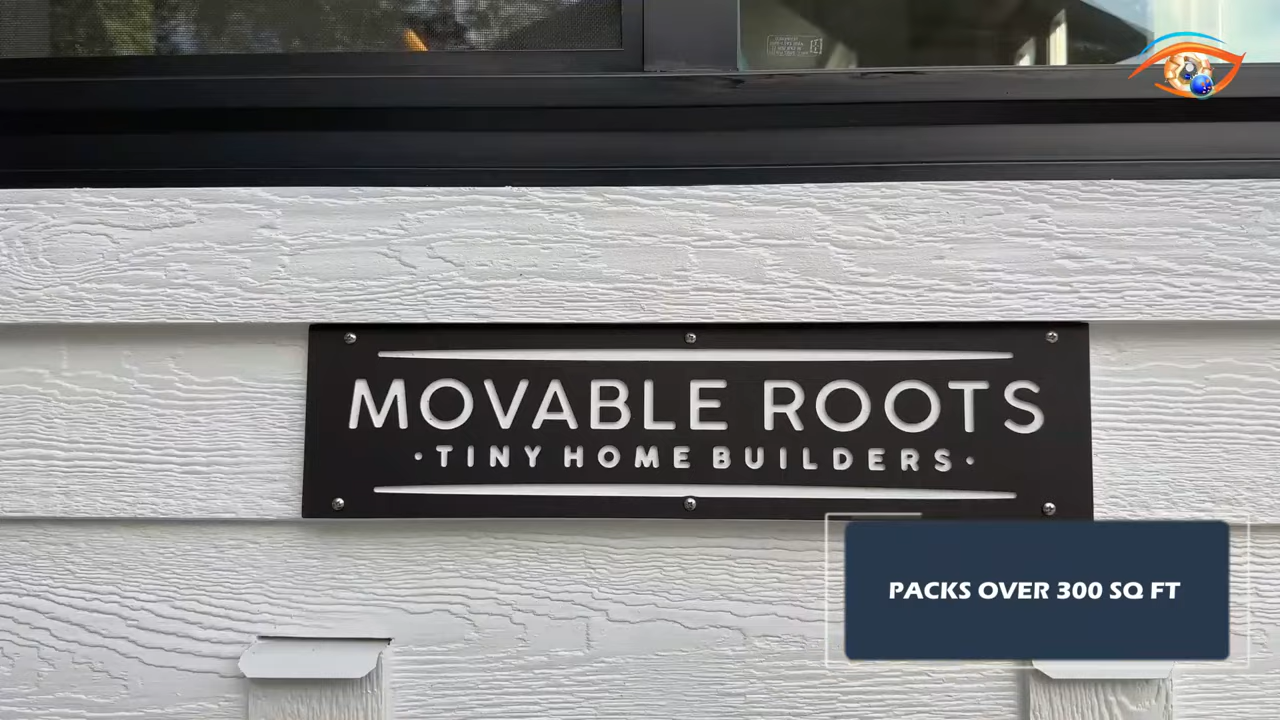 MOVABLE ROOTS
·TINY HOME BUILDERS·
PACKS OVER 300 SQ FT